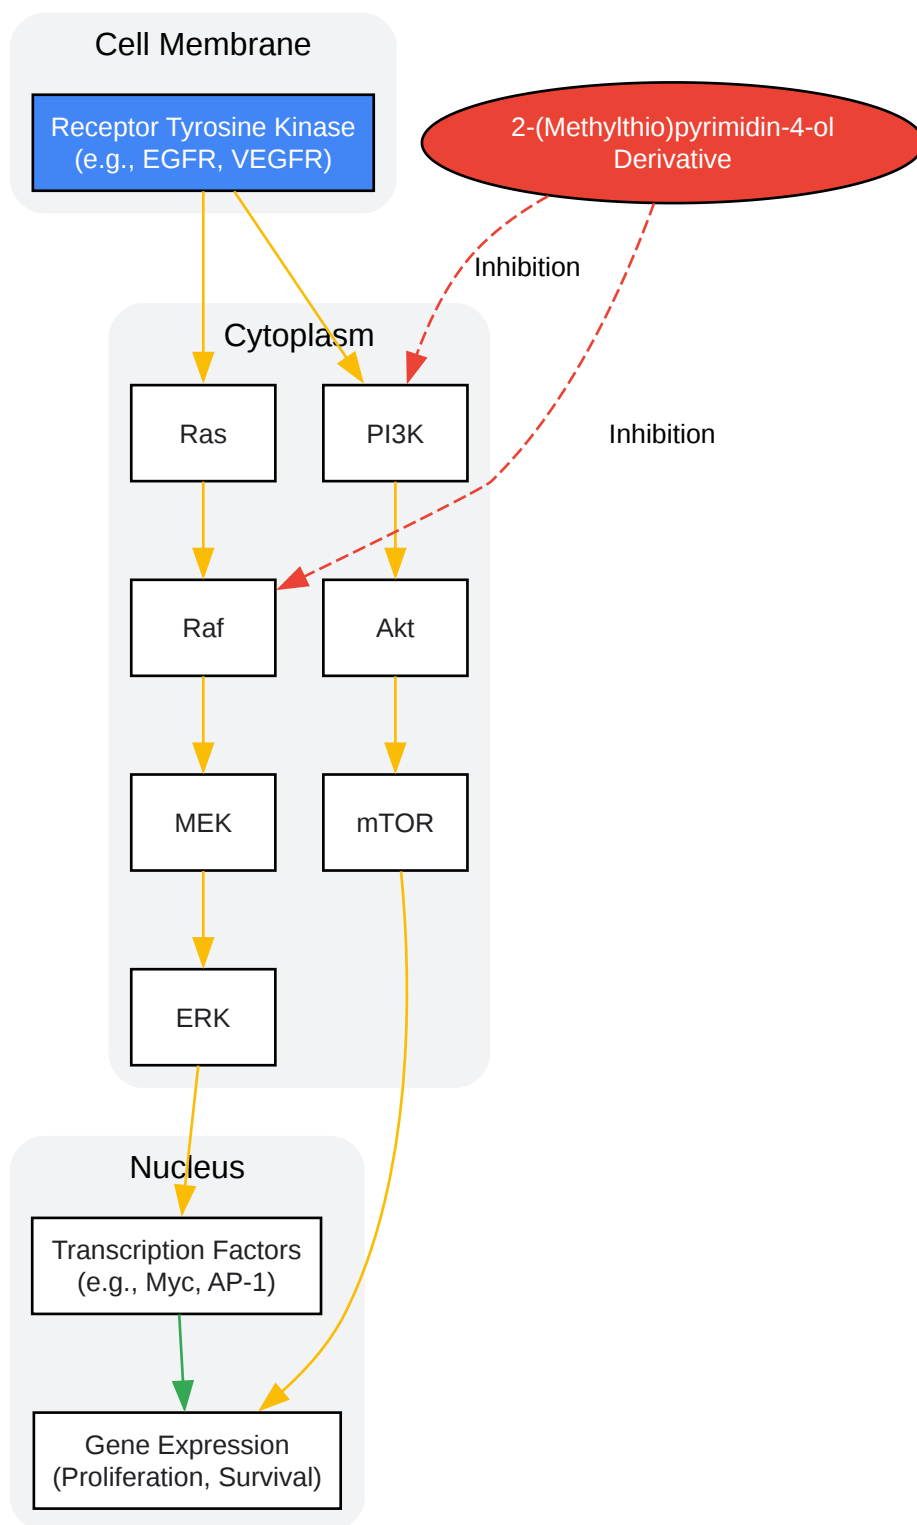 Cell Membrane
Receptor Tyrosine Kinase
(e.g., EGFR, VEGFR)
2-(Methylthio)pyrimidin-4-ol
Derivative
Inhibition
Cytoplasm
Ras
PI3K
Inhibition
Raf
Akt
MEK
mTOR
ERK
Nucleus
Transcription Factors
(e.g., Myc, AP-1)
Gene Expression
(Proliferation, Survival)